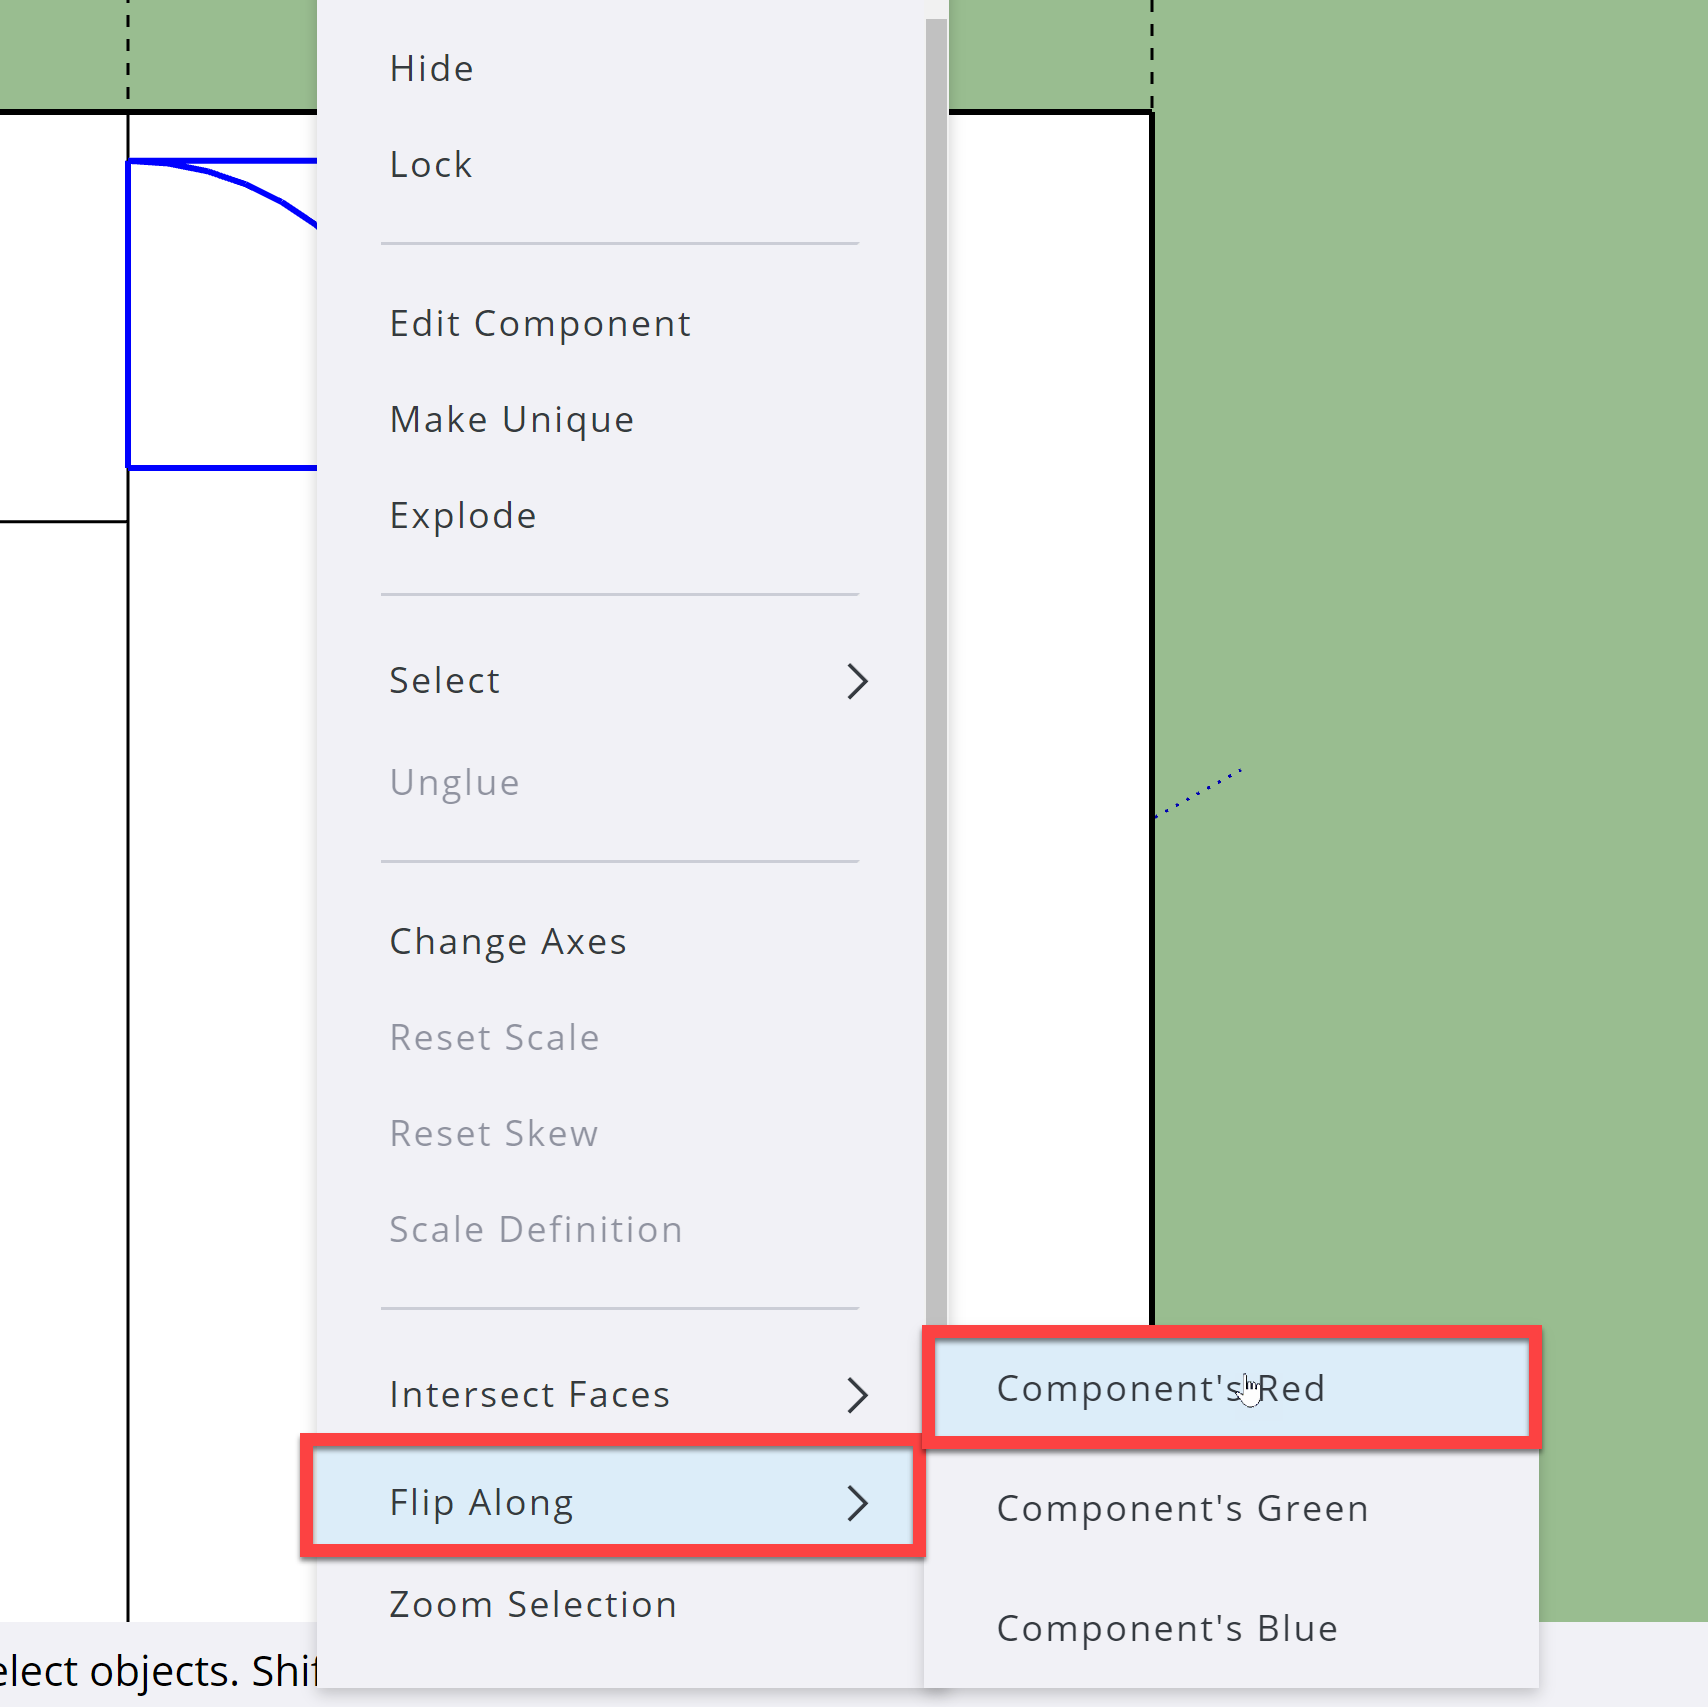 Hide
Lock
Edit Component
Make Unique
Explode
Select
Unglue
Change Axes
Reset Scale
Reset Skew
Scale Definition
Intersect Faces
Flip Along
Zoom Selection
Component's Red
Component's Green
Component's Blue
elect objects. Shif